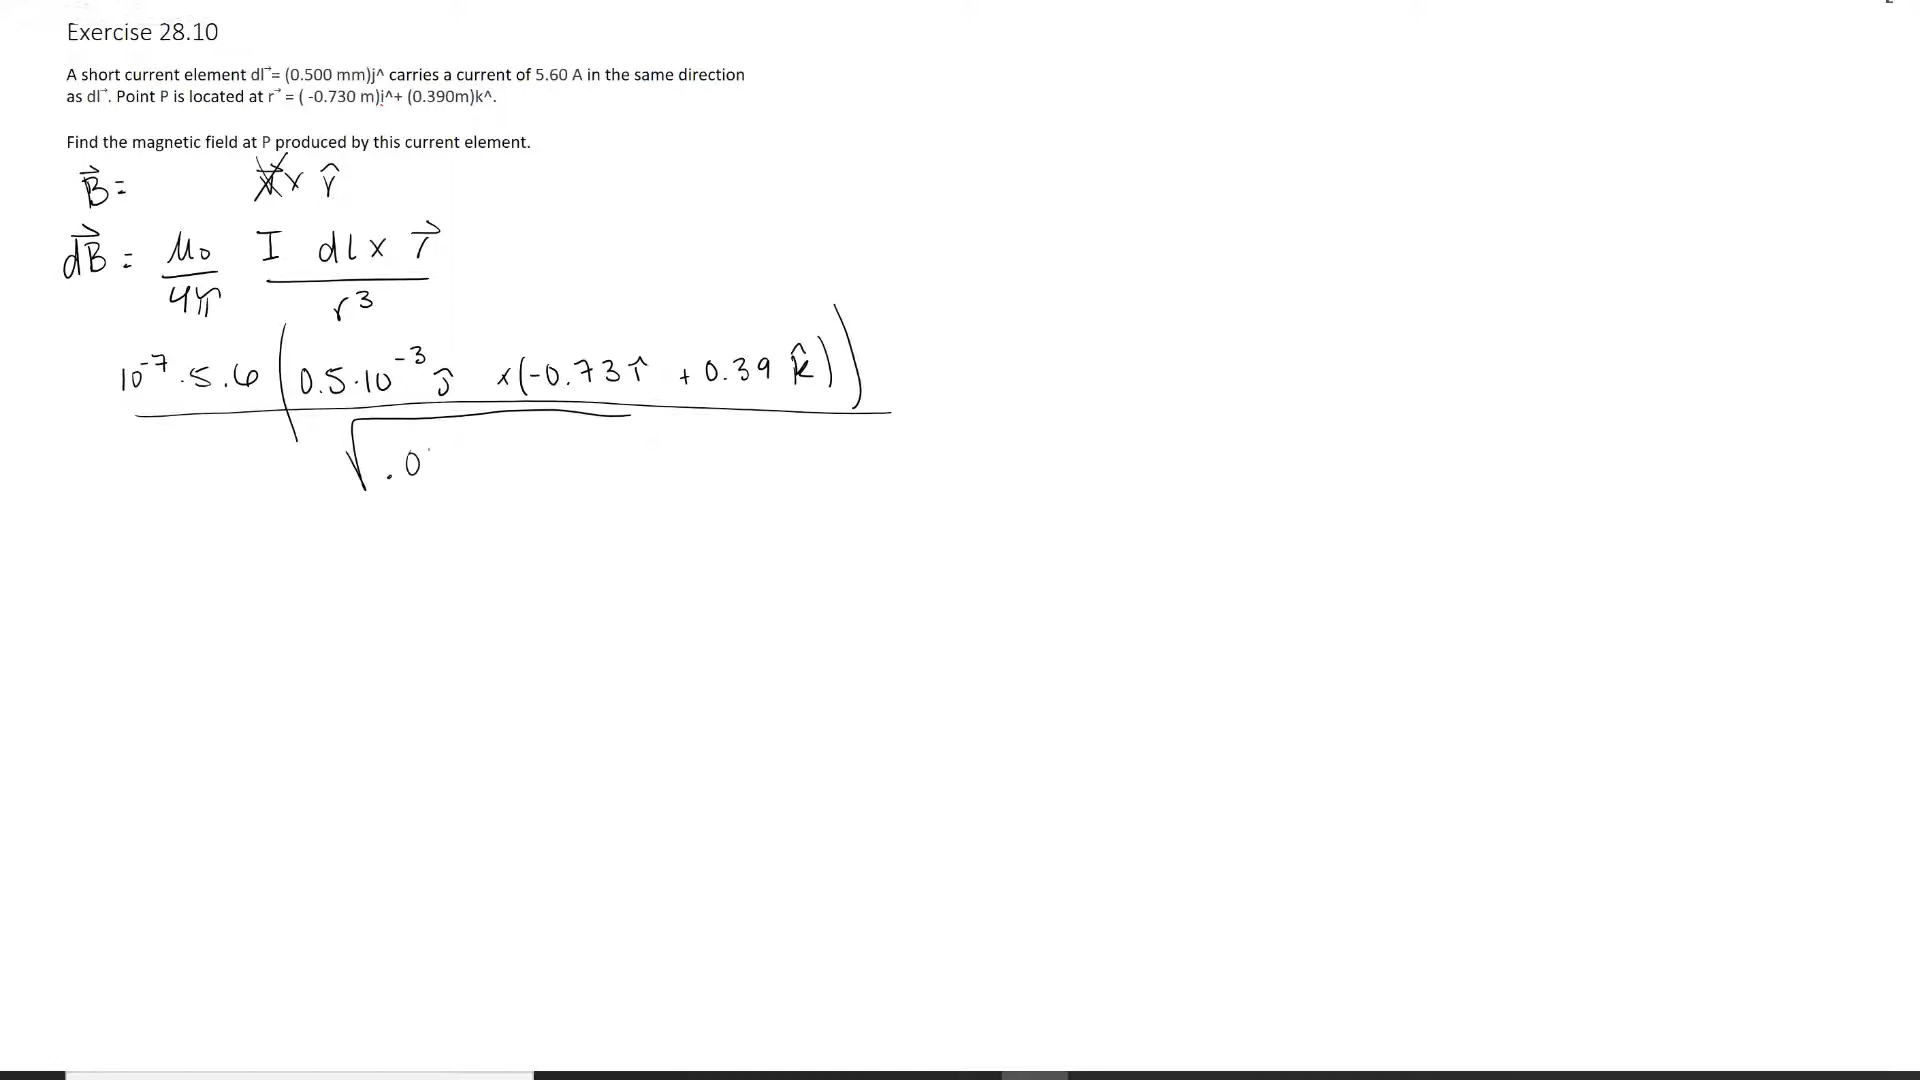 Exercise 28.10
A short current element dl⃗= (0.500 mm)j^ carries a current of 5.60 A in the same direction
as dl⃗. Point P is located at r⃗ = ( -0.730 m)i^+ (0.390m)k^.
Find the magnetic field at P produced by this current element.
B⃗ = × r̂
dB⃗ = μ₀ I dl × r⃗
4π r³
10⁻⁷ · 5.6 (0.5·10⁻³ ĵ ×(-0.73 î + 0.39 k̂))
√.0